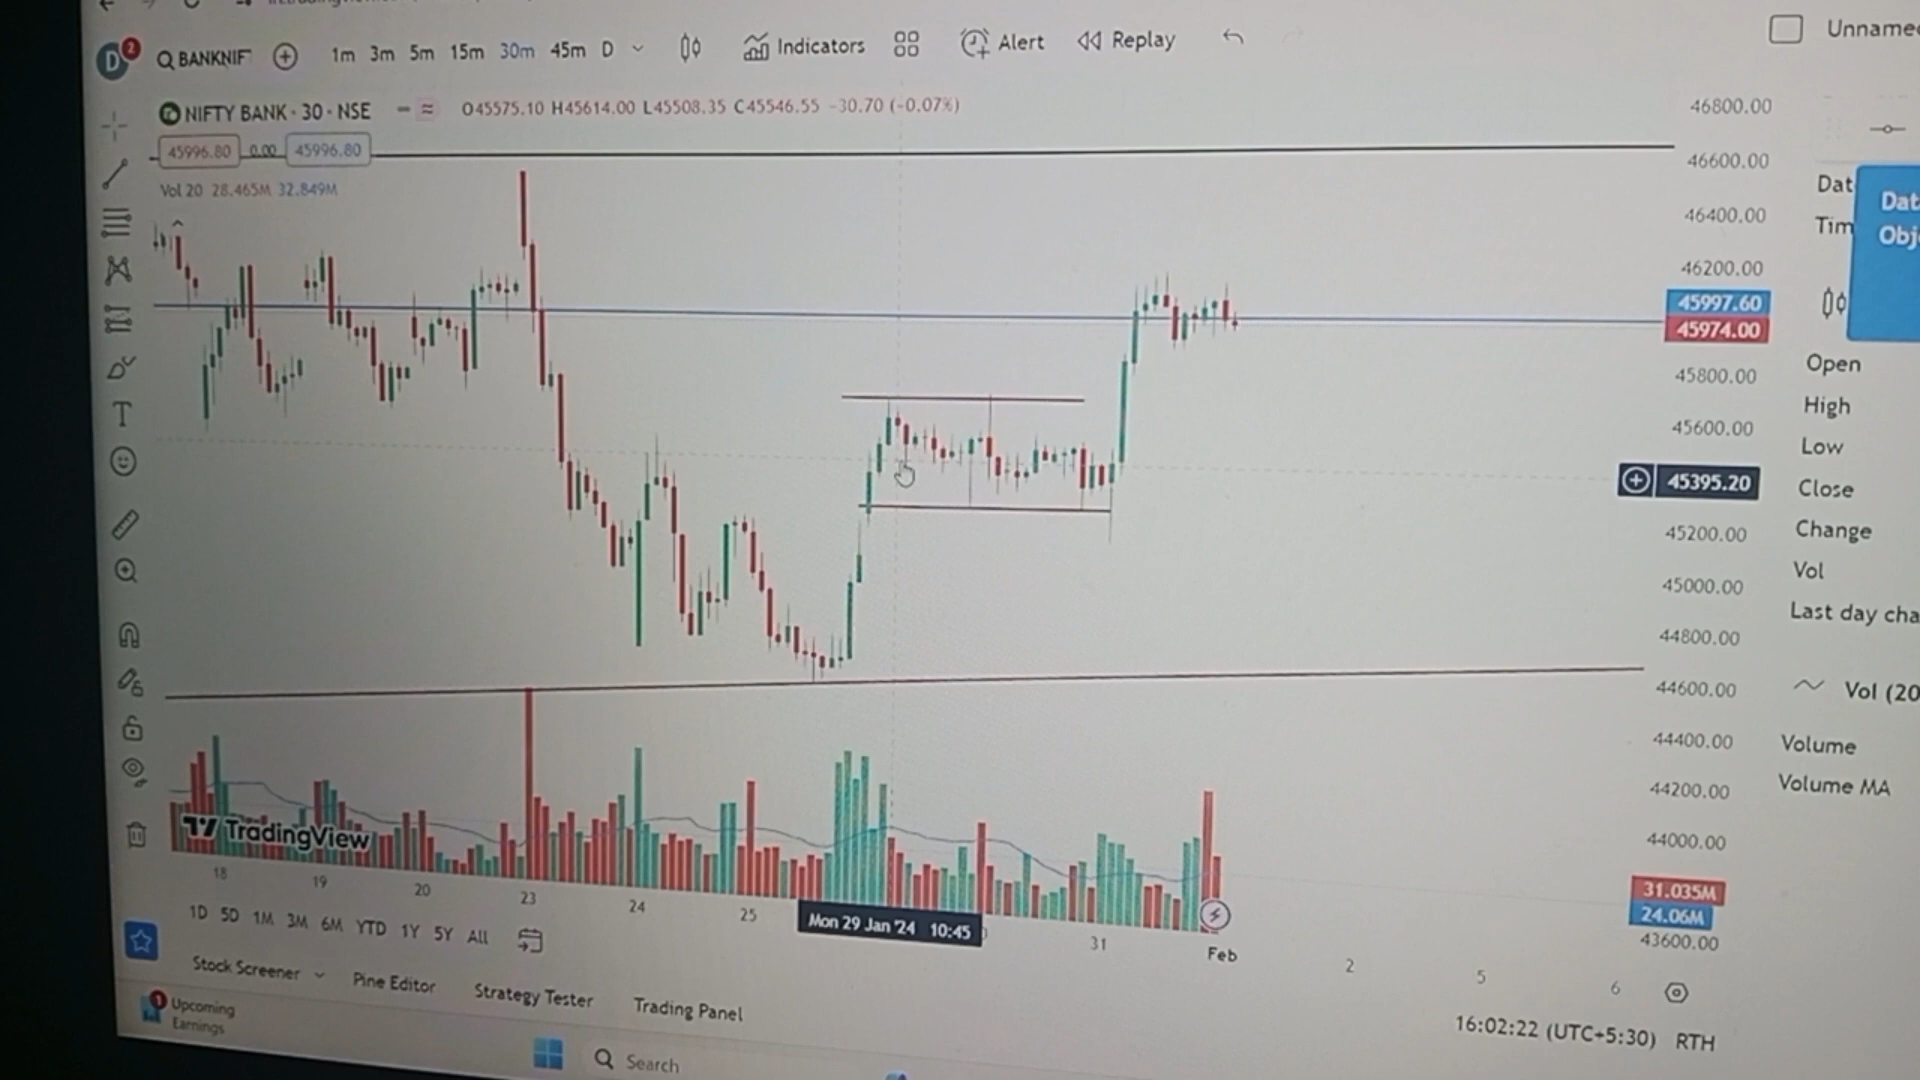 Unname
D 2 BANKNIF 1m 3m 5m 15m 30m 45m D Indicators Alert Replay
NIFTY BANK · 30 · NSE O45575.10 H45614.00 L45508.35 C45546.55 −30.70 (−0.07%)
45996.80 0.00 45996.80
Vol 20 28.465M 32.849M
46800.00
46600.00
46400.00
46200.00
45997.60
45974.00
45800.00
45600.00
45395.20
45200.00
45000.00
44800.00
44600.00
44400.00
44200.00
44000.00
31.035M
24.06M
43600.00
Dat
Tim
Dat
Obj
Open
High
Low
Close
Change
Vol
Last day cha
Vol (20
Volume
Volume MA
TradingView
18 19 20 23 24 25 Mon 29 Jan '24 10:45 31 Feb 2 5 6
1D 5D 1M 3M 6M YTD 1Y 5Y All
16:02:22 (UTC+5:30) RTH
Stock Screener Pine Editor Strategy Tester Trading Panel
1 Upcoming
Earnings
Search